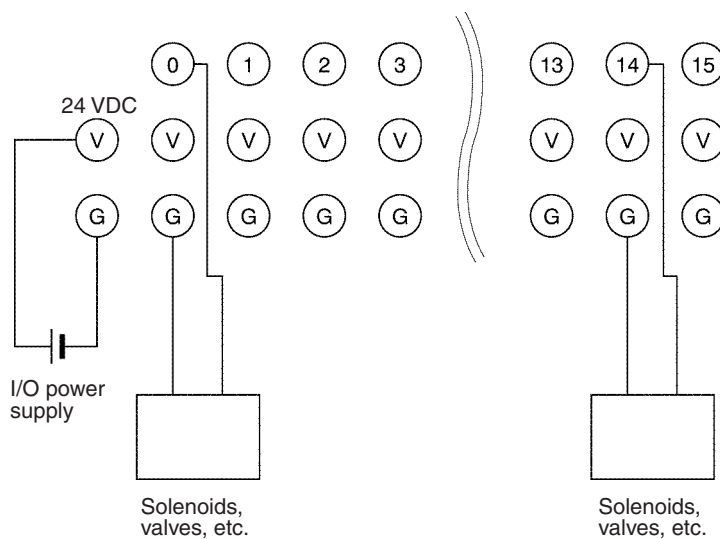 0 1 2 3 13 14 15
24 VDC
V V V V V V V V
G G G G G G G G
I/O power
supply
Solenoids,
valves, etc.
Solenoids,
valves, etc.